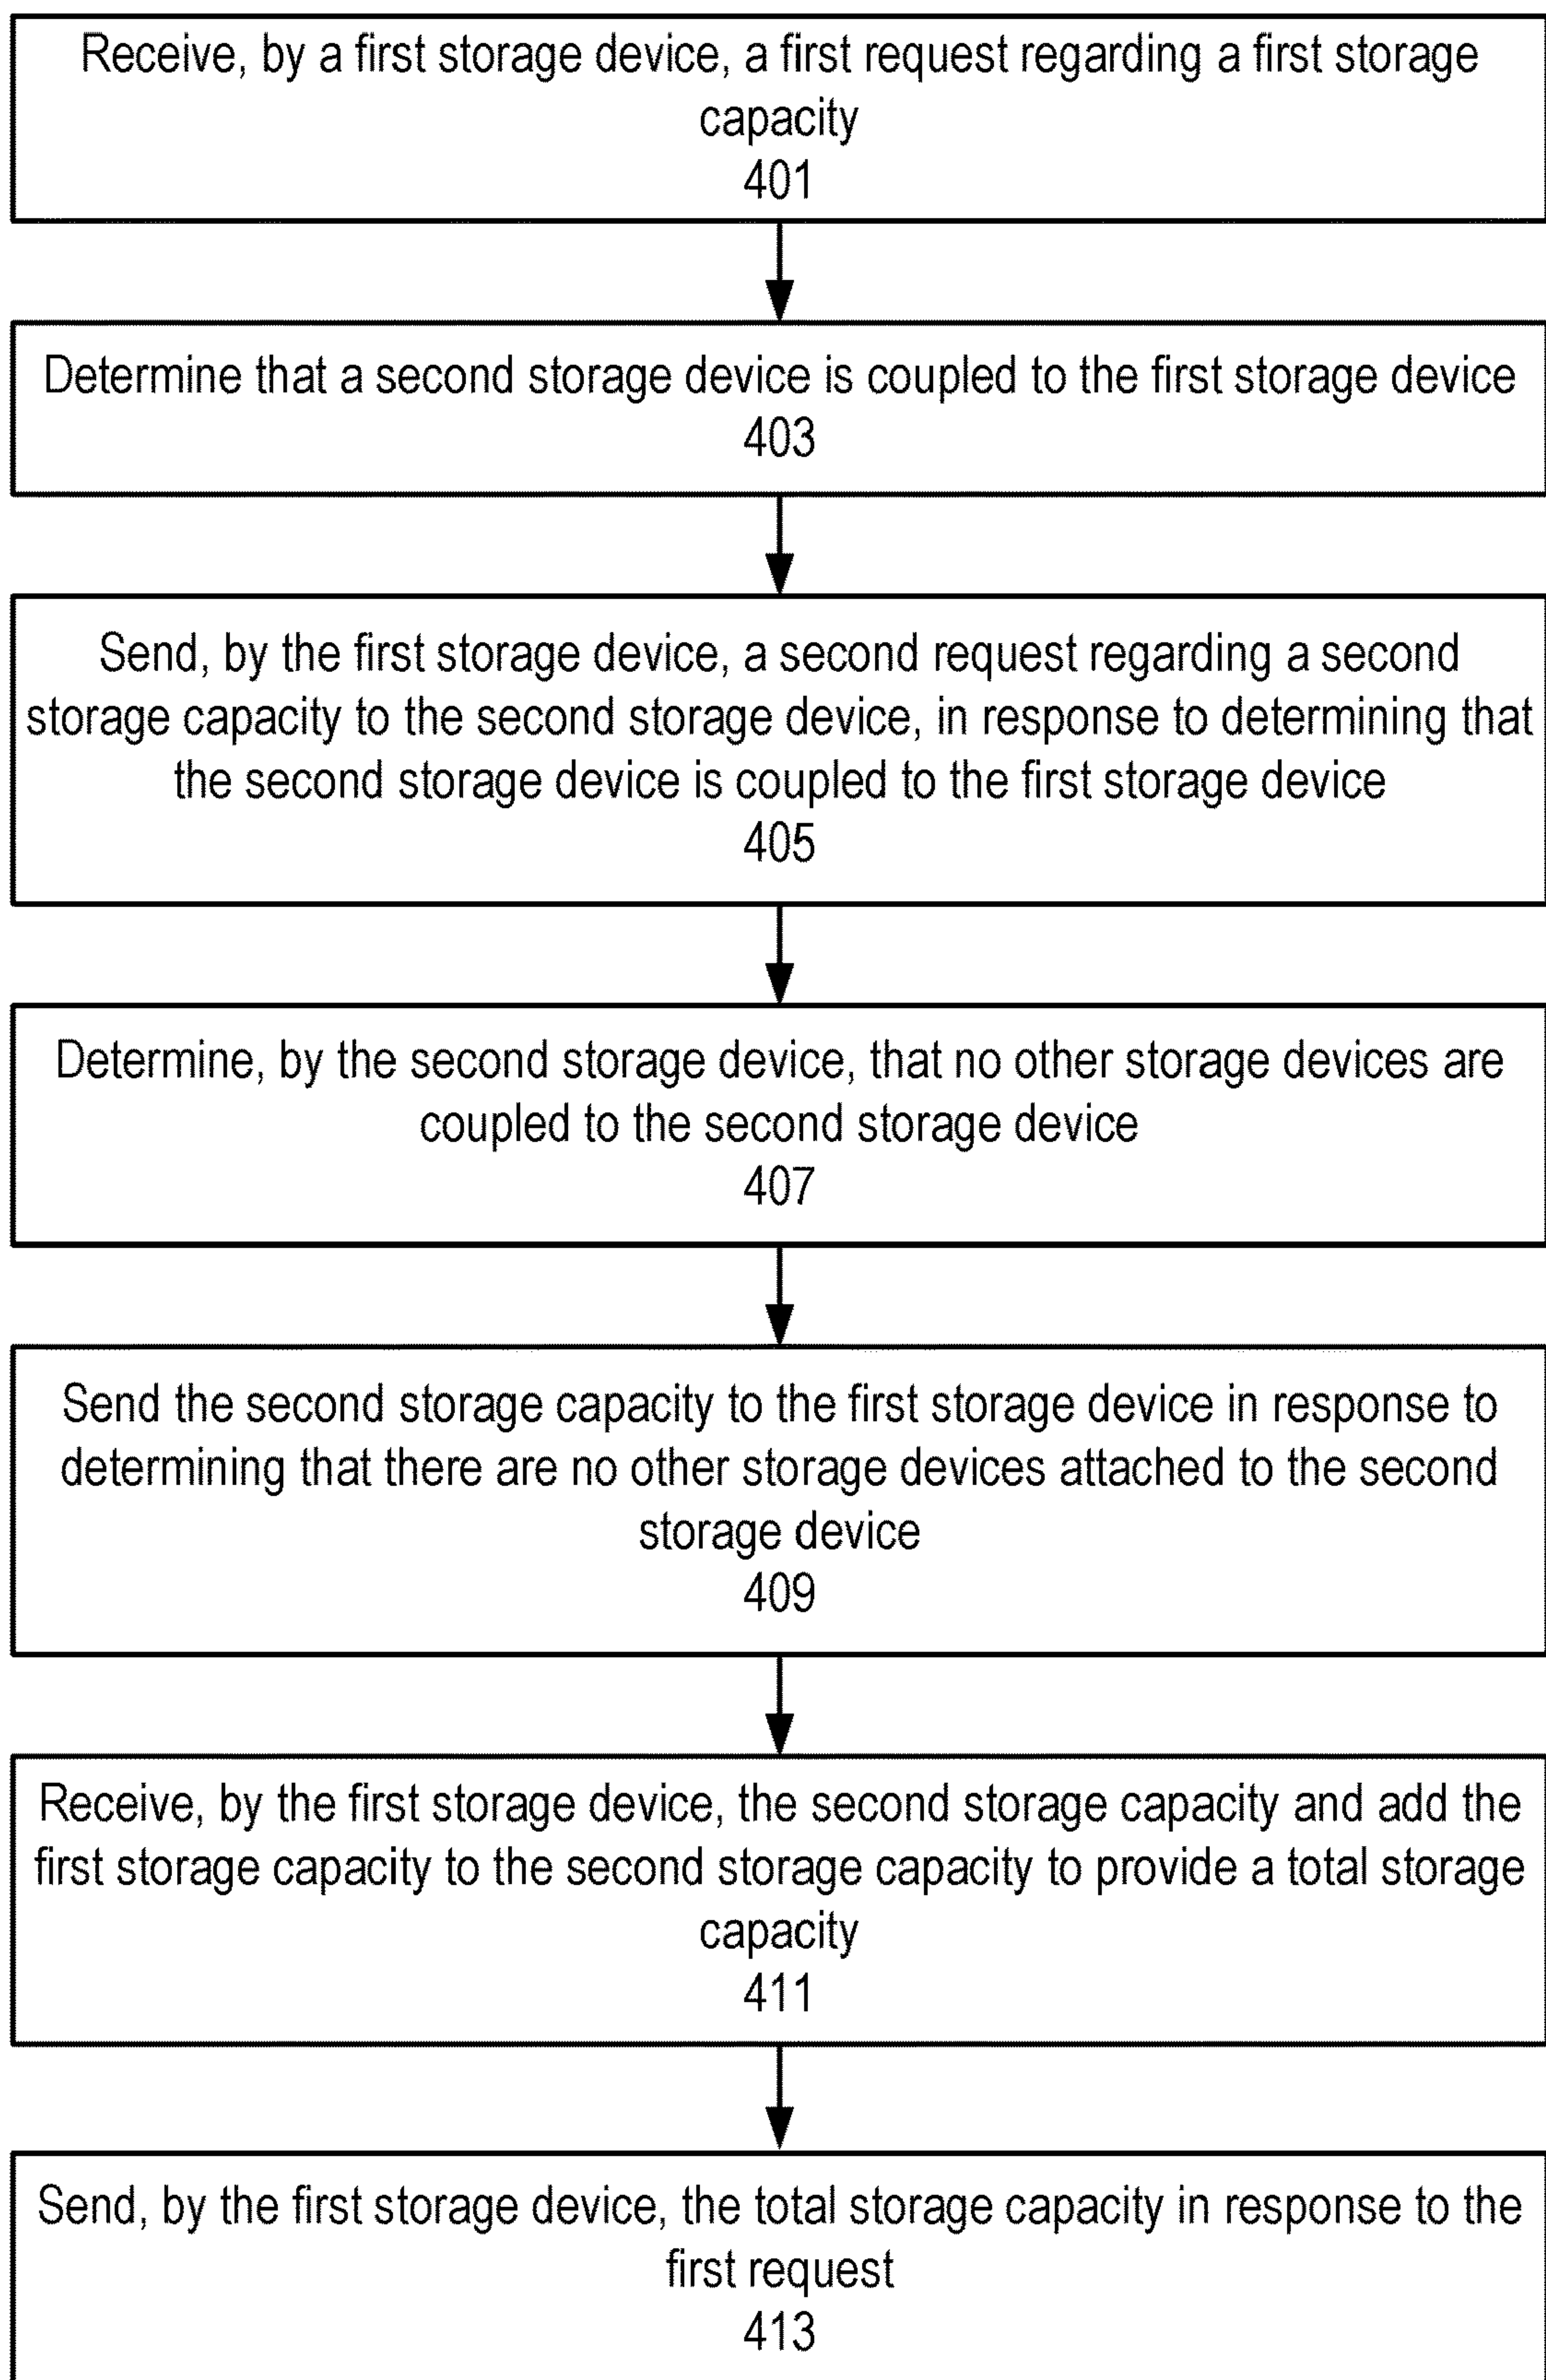 Receive, by a first storage device, a first request regarding a first storage
capacity
401
Determine that a second storage device is coupled to the first storage device
403
Send, by the first storage device, a second request regarding a second
storage capacity to the second storage device, in response to determining that
the second storage device is coupled to the first storage device
405
Determine, by the second storage device, that no other storage devices are
coupled to the second storage device
407
Send the second storage capacity to the first storage device in response to
determining that there are no other storage devices attached to the second
storage device
409
Receive, by the first storage device, the second storage capacity and add the
first storage capacity to the second storage capacity to provide a total storage
capacity
411
Send, by the first storage device, the total storage capacity in response to the
first request
413